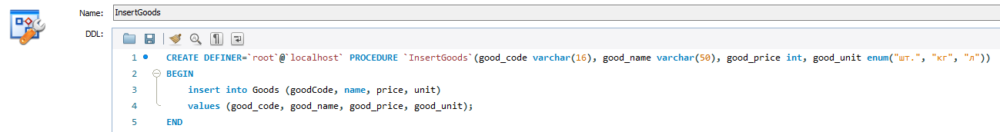 Name: InsertGoods
DDL:
1 CREATE DEFINER=`root`@`localhost` PROCEDURE `InsertGoods`(good_code varchar(16), good_name varchar(50), good_price int, good_unit enum("шт.", "кг", "л"))
2 BEGIN
3 insert into Goods (goodCode, name, price, unit)
4 values (good_code, good_name, good_price, good_unit);
5 END